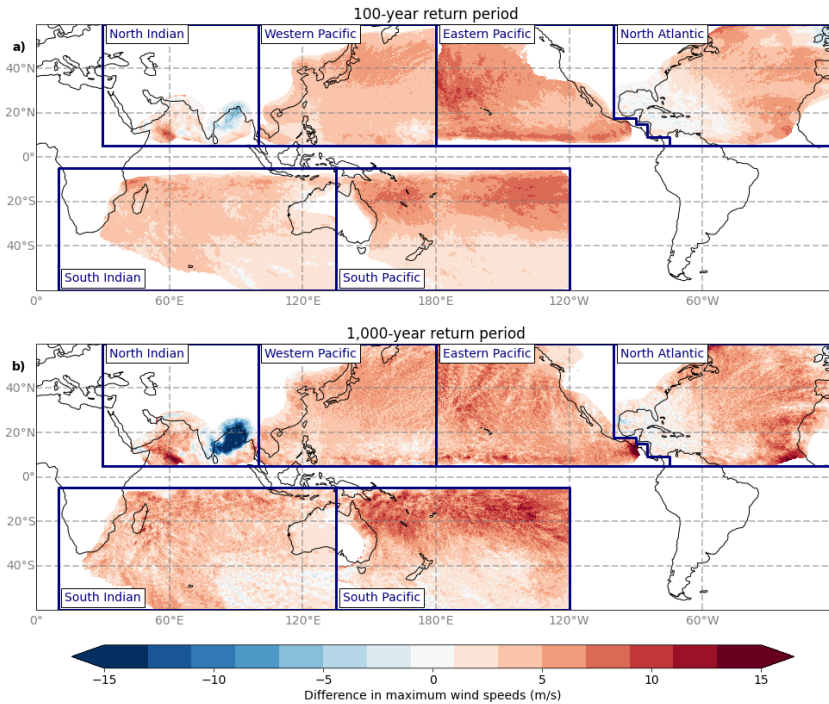 100-year return period
a)
North Indian
Western Pacific
Eastern Pacific
North Atlantic
40°N
20°N
0°
20°S
40°S
South Indian
South Pacific
0°
60°E
120°E
180°E
120°W
60°W
1,000-year return period
b)
North Indian
Western Pacific
Eastern Pacific
North Atlantic
40°N
20°N
0°
20°S
40°S
South Indian
South Pacific
0°
60°E
120°E
180°E
120°W
60°W
−15
−10
−5
0
5
10
15
Difference in maximum wind speeds (m/s)